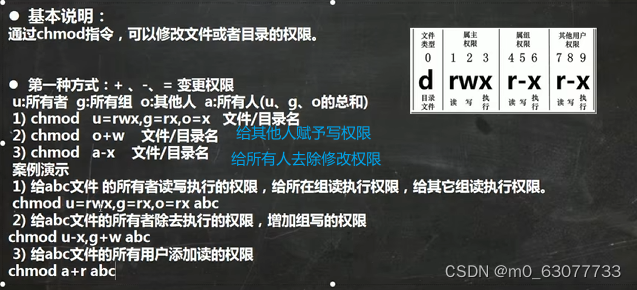 ● 基本说明：
通过chmod指令，可以修改文件或者目录的权限。
文件类型 属主权限 属组权限 其他用户权限
0 1 2 3 4 5 6 7 8 9
d rwx r-x r-x
目录文件 读 写 执行 读 写 执行 读 写 执行
● 第一种方式：+ 、-、= 变更权限
u:所有者 g:所有组 o:其他人 a:所有人(u、g、o的总和)
1) chmod u=rwx,g=rx,o=x 文件/目录名
2) chmod o+w 文件/目录名 给其他人赋予写权限
3) chmod a-x 文件/目录名 给所有人去除修改权限
案例演示
1) 给abc文件 的所有者读写执行的权限，给所在组读执行权限，给其它组读执行权限。
chmod u=rwx,g=rx,o=rx abc
2) 给abc文件的所有者除去执行的权限，增加组写的权限
chmod u-x,g+w abc
3) 给abc文件的所有用户添加读的权限
chmod a+r abc
CSDN @m0_63077733